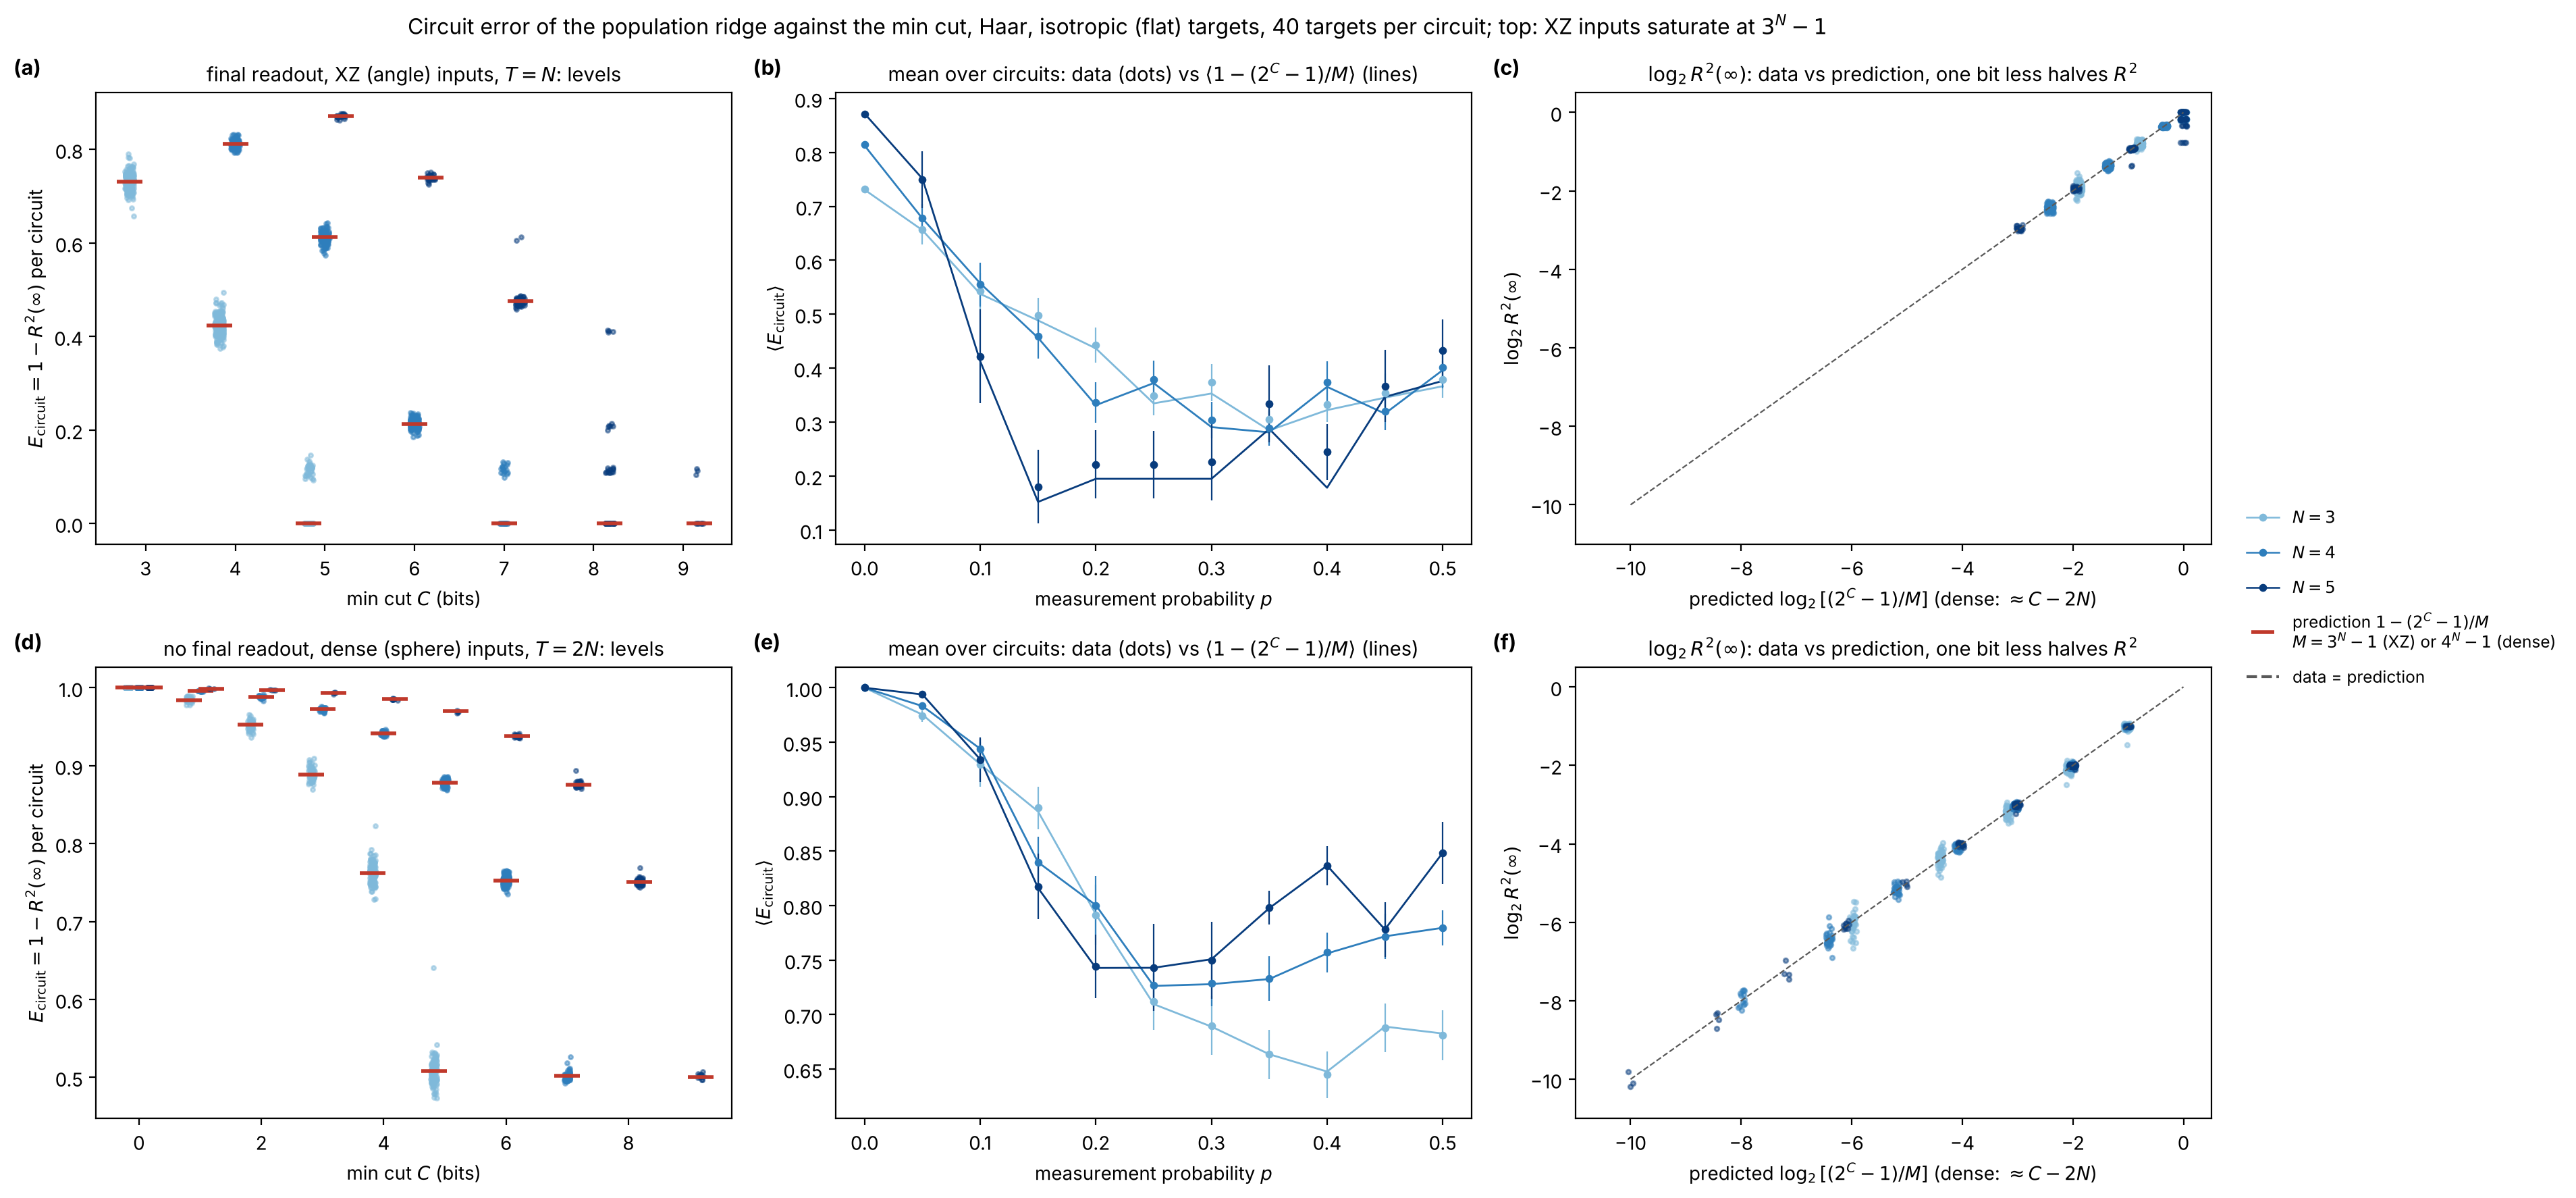 Circuit error of the population ridge against the min cut, Haar, isotropic (flat) targets, 40 targets per circuit; top: XZ inputs saturate at 3^N − 1
(a)
final readout, XZ (angle) inputs, T = N: levels
E_circuit = 1 − R²(∞) per circuit
0.8
0.6
0.4
0.2
0.0
3 4 5 6 7 8 9
min cut C (bits)
(b)
mean over circuits: data (dots) vs ⟨1 − (2^C − 1)/M⟩ (lines)
⟨E_circuit⟩
0.9
0.8
0.7
0.6
0.5
0.4
0.3
0.2
0.1
0.0 0.1 0.2 0.3 0.4 0.5
measurement probability p
(c)
log₂ R²(∞): data vs prediction, one bit less halves R²
log₂ R²(∞)
0
−2
−4
−6
−8
−10
−10 −8 −6 −4 −2 0
predicted log₂ [(2^C − 1)/M] (dense: ≈ C − 2N)
N = 3
N = 4
N = 5
prediction 1 − (2^C − 1)/M
M = 3^N − 1 (XZ) or 4^N − 1 (dense)
data = prediction
(d)
no final readout, dense (sphere) inputs, T = 2N: levels
E_circuit = 1 − R²(∞) per circuit
1.0
0.9
0.8
0.7
0.6
0.5
0 2 4 6 8
min cut C (bits)
(e)
mean over circuits: data (dots) vs ⟨1 − (2^C − 1)/M⟩ (lines)
⟨E_circuit⟩
1.00
0.95
0.90
0.85
0.80
0.75
0.70
0.65
0.0 0.1 0.2 0.3 0.4 0.5
measurement probability p
(f)
log₂ R²(∞): data vs prediction, one bit less halves R²
log₂ R²(∞)
0
−2
−4
−6
−8
−10
−10 −8 −6 −4 −2 0
predicted log₂ [(2^C − 1)/M] (dense: ≈ C − 2N)